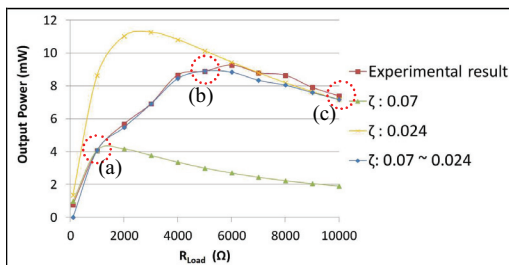 12
10
8
6
4
2
0
Output Power (mW)
0
2000
4000
6000
8000
10000
R_Load (Ω)
(a)
(b)
(c)
Experimental result
ζ : 0.07
ζ : 0.024
ζ: 0.07 ~ 0.024